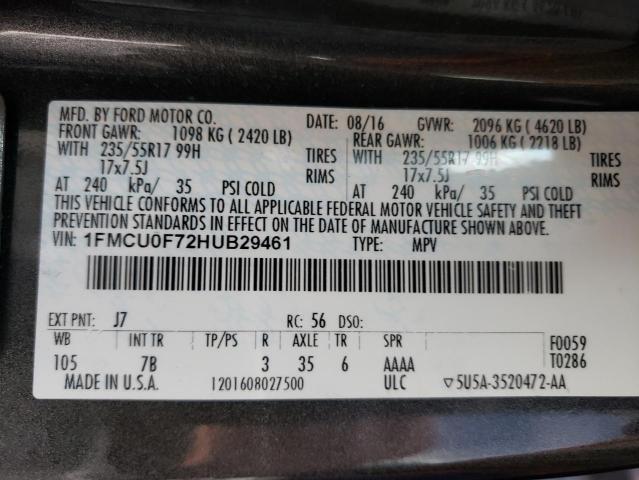 MFD. BY FORD MOTOR CO. DATE: 08/16 GVWR: 2096 KG ( 4620 LB)
FRONT GAWR: 1098 KG ( 2420 LB) REAR GAWR: 1006 KG ( 2218 LB)
WITH 235/55R17 99H TIRES WITH 235/55R17 99H TIRES
17x7.5J RIMS 17x7.5J RIMS
AT 240 kPa/ 35 PSI COLD AT 240 kPa/ 35 PSI COLD
THIS VEHICLE CONFORMS TO ALL APPLICABLE FEDERAL MOTOR VEHICLE SAFETY AND THEFT
PREVENTION STANDARDS IN EFFECT ON THE DATE OF MANUFACTURE SHOWN ABOVE.
VIN: 1FMCU0F72HUB29461 TYPE: MPV
EXT PNT: J7 RC: 56 DSO:
WB INT TR TP/PS R AXLE TR SPR F0059
105 7B 3 35 6 AAAA T0286
MADE IN U.S.A. 1201608027500 ULC ▽5U5A-3520472-AA